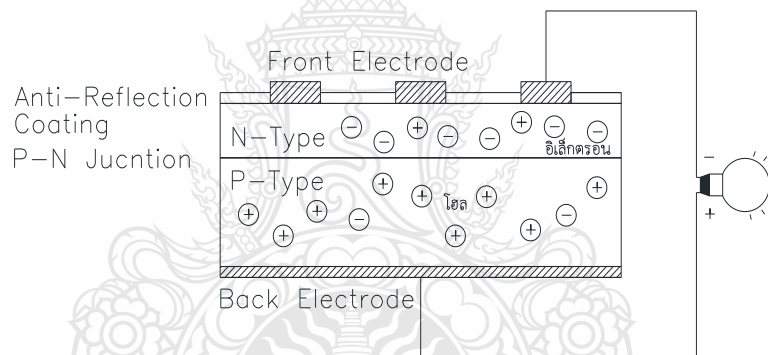 Front Electrode
Anti-Reflection
Coating
P-N Jucntion
N-Type
อิเล็กตรอน
P-Type
โฮล
Back Electrode